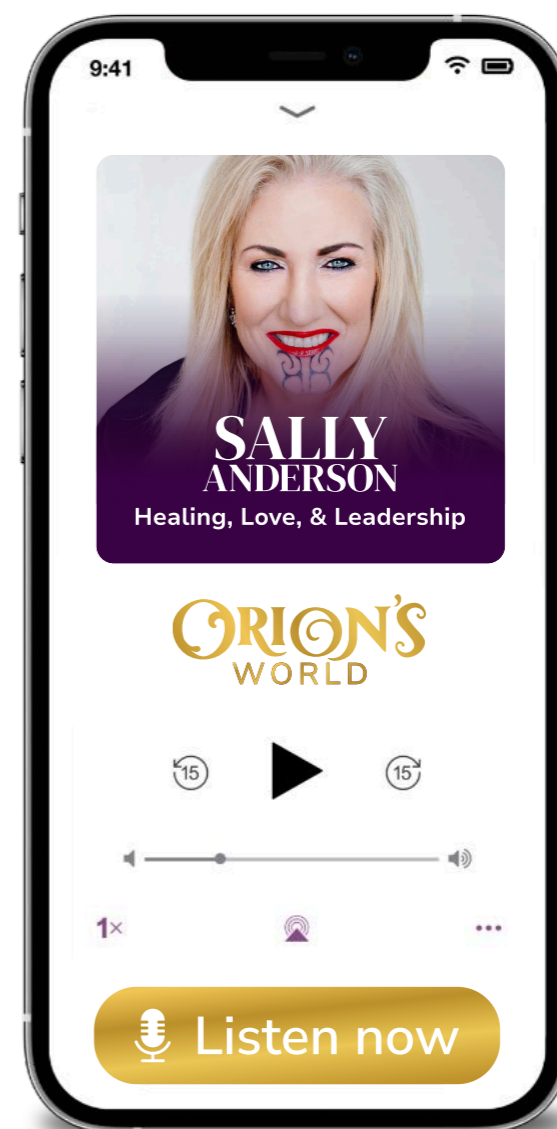 9:41
SALLY
ANDERSON
Healing, Love, & Leadership
ORION'S
WORLD
15
15
1×
Listen now